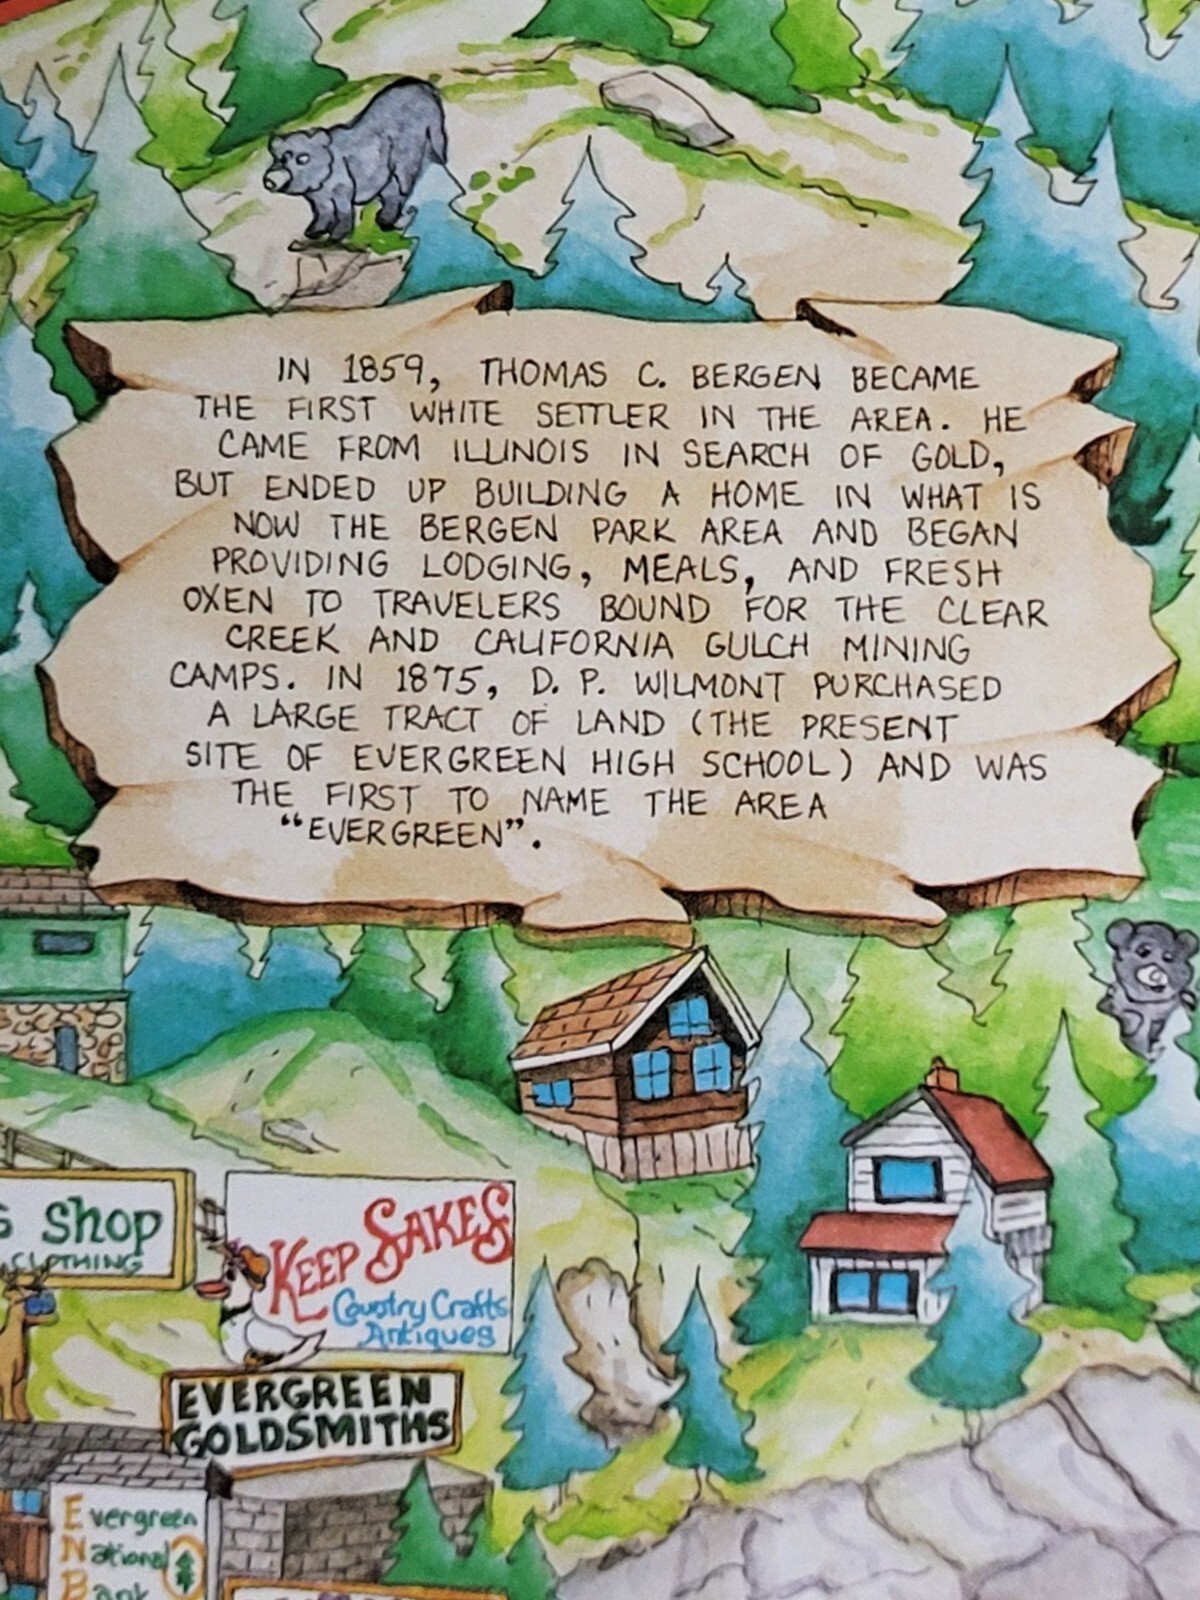 IN 1859, THOMAS C. BERGEN BECAME
THE FIRST WHITE SETTLER IN THE AREA. HE
CAME FROM ILLINOIS IN SEARCH OF GOLD,
BUT ENDED UP BUILDING A HOME IN WHAT IS
NOW THE BERGEN PARK AREA AND BEGAN
PROVIDING LODGING, MEALS, AND FRESH
OXEN TO TRAVELERS BOUND FOR THE CLEAR
CREEK AND CALIFORNIA GULCH MINING
CAMPS. IN 1875, D. P. WILMONT PURCHASED
A LARGE TRACT OF LAND (THE PRESENT
SITE OF EVERGREEN HIGH SCHOOL) AND WAS
THE FIRST TO NAME THE AREA
"EVERGREEN".
S Shop
CLOTHING
KEEP SAKES
Country Crafts
Antiques
EVERGREEN
GOLDSMITHS
Evergreen
National
Bank